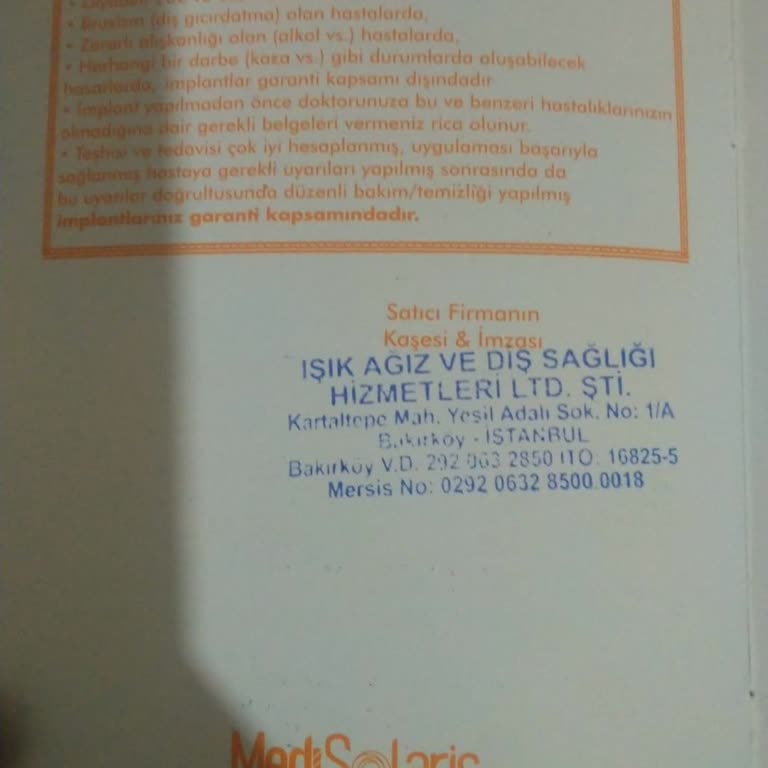 • Bruxism (diş gıcırdatma) olan hastalarda,
• Zararlı alışkanlığı olan (alkol vs.) hastalarda,
• Herhangi bir darbe (kaza vs.) gibi durumlarda oluşabilecek
hasarlarda, implantlar garanti kapsamı dışındadır
• İmplant yapılmadan önce doktorunuza bu ve benzeri hastalıklarınızın
olmadığına dair gerekli belgeleri vermeniz rica olunur.
• Teşhisi ve tedavisi çok iyi hesaplanmış, uygulaması başarıyla
sağlanmış hastaya gerekli uyarıları yapılmış sonrasında da
bu uyarılar doğrultusunda düzenli bakım/temizliği yapılmış
implantlarınız garanti kapsamındadır.
Satıcı Firmanın
Kaşesi & İmzası
IŞIK AĞIZ VE DİŞ SAĞLIĞI
HİZMETLERİ LTD. ŞTİ.
Kartaltepe Mah. Yeşil Adalı Sok. No: 1/A
Bakırköy - İSTANBUL
Bakırköy V.D. 292 063 2850 İTO: 16825-5
Mersis No: 0292 0632 8500 0018
MediSolaris